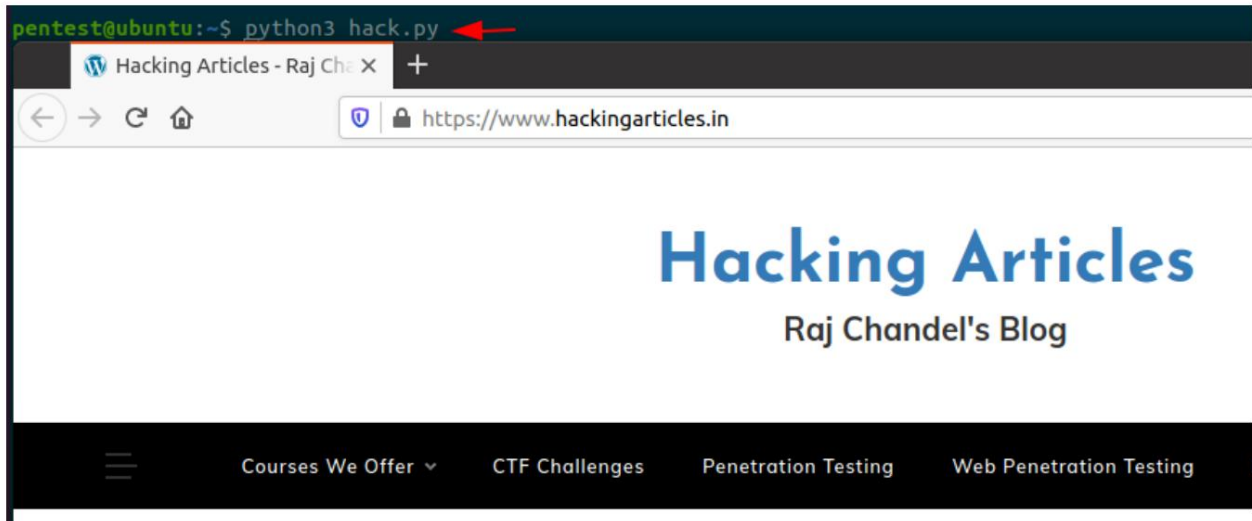 pentest@ubuntu:~$ python3 hack.py
Hacking Articles - Raj Cha
https://www.hackingarticles.in
Hacking Articles
Raj Chandel's Blog
Courses We Offer CTF Challenges Penetration Testing Web Penetration Testing